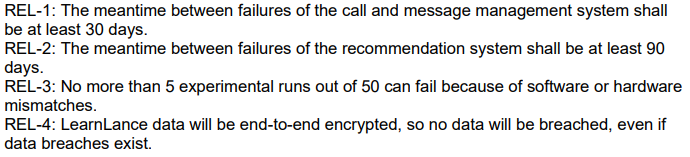 REL-1: The meantime between failures of the call and message management system shall
be at least 30 days.
REL-2: The meantime between failures of the recommendation system shall be at least 90
days.
REL-3: No more than 5 experimental runs out of 50 can fail because of software or hardware
mismatches.
REL-4: LearnLance data will be end-to-end encrypted, so no data will be breached, even if
data breaches exist.